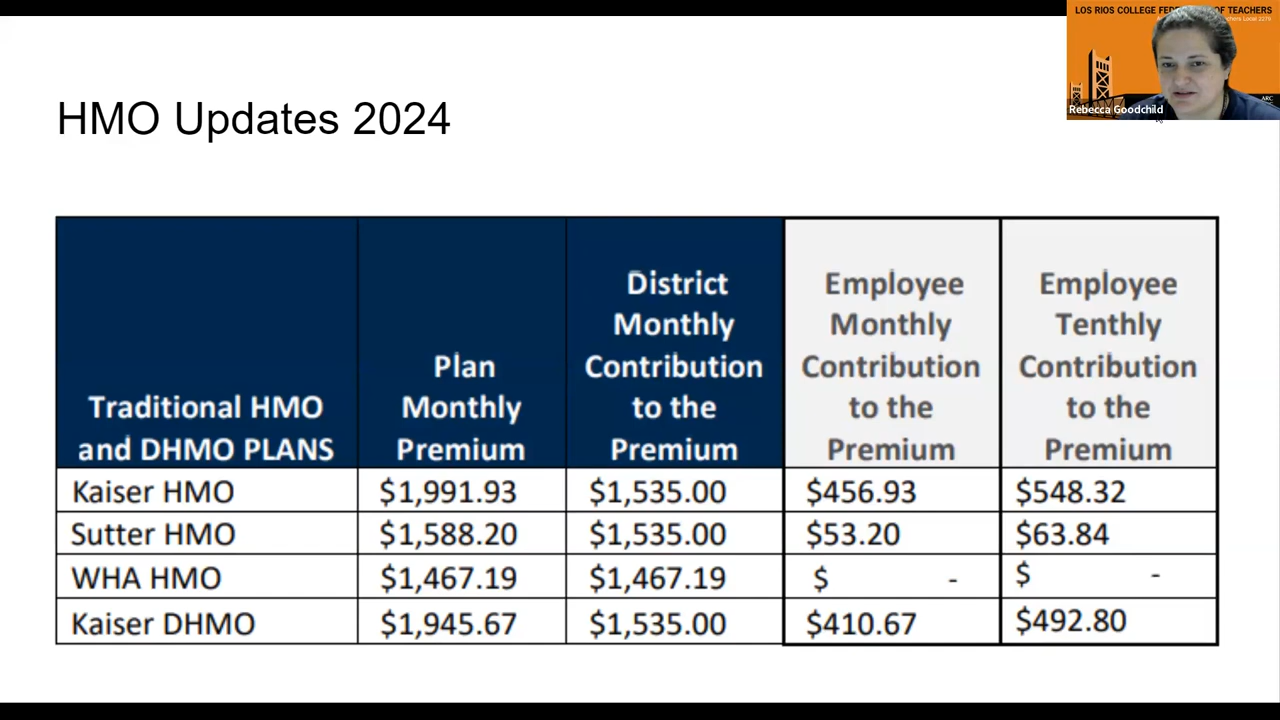 LOS RIOS COLLEGE FEDE OF TEACHERS
Local 2279
ARC
Rebecca Goodchild
HMO Updates 2024
Traditional HMO
and DHMO PLANS
Plan
Monthly
Premium
District
Monthly
Contribution
to the
Premium
Employee
Monthly
Contribution
to the
Premium
Employee
Tenthly
Contribution
to the
Premium
Kaiser HMO $1,991.93 $1,535.00 $456.93 $548.32
Sutter HMO $1,588.20 $1,535.00 $53.20 $63.84
WHA HMO $1,467.19 $1,467.19 $ - $ -
Kaiser DHMO $1,945.67 $1,535.00 $410.67 $492.80